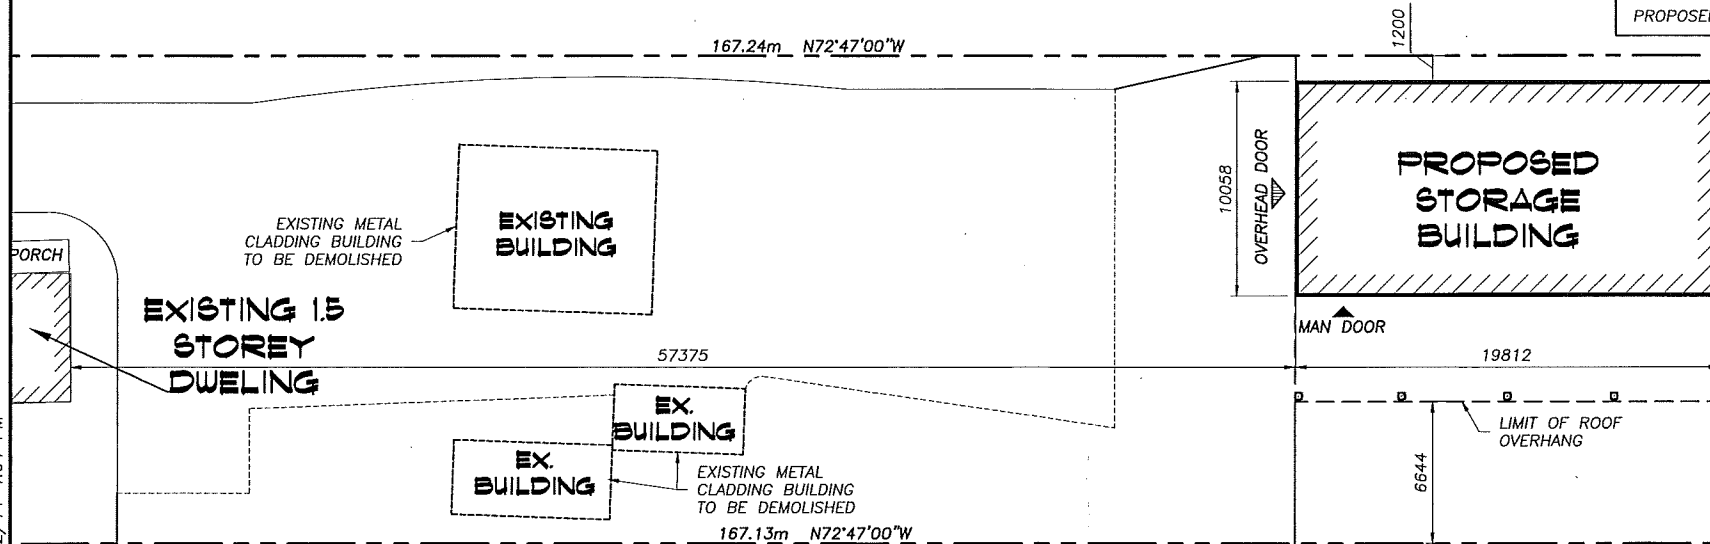 PROPOSED
167.24m N72°47'00"W
1200
10058
OVERHEAD DOOR
PROPOSED
STORAGE
BUILDING
EXISTING METAL
CLADDING BUILDING
TO BE DEMOLISHED
EXISTING
BUILDING
PORCH
EXISTING 1.5
STOREY
DWELING
MAN DOOR
57375
19812
EX.
BUILDING
EX.
BUILDING
EXISTING METAL
CLADDING BUILDING
TO BE DEMOLISHED
LIMIT OF ROOF
OVERHANG
6644
167.13m N72°47'00"W